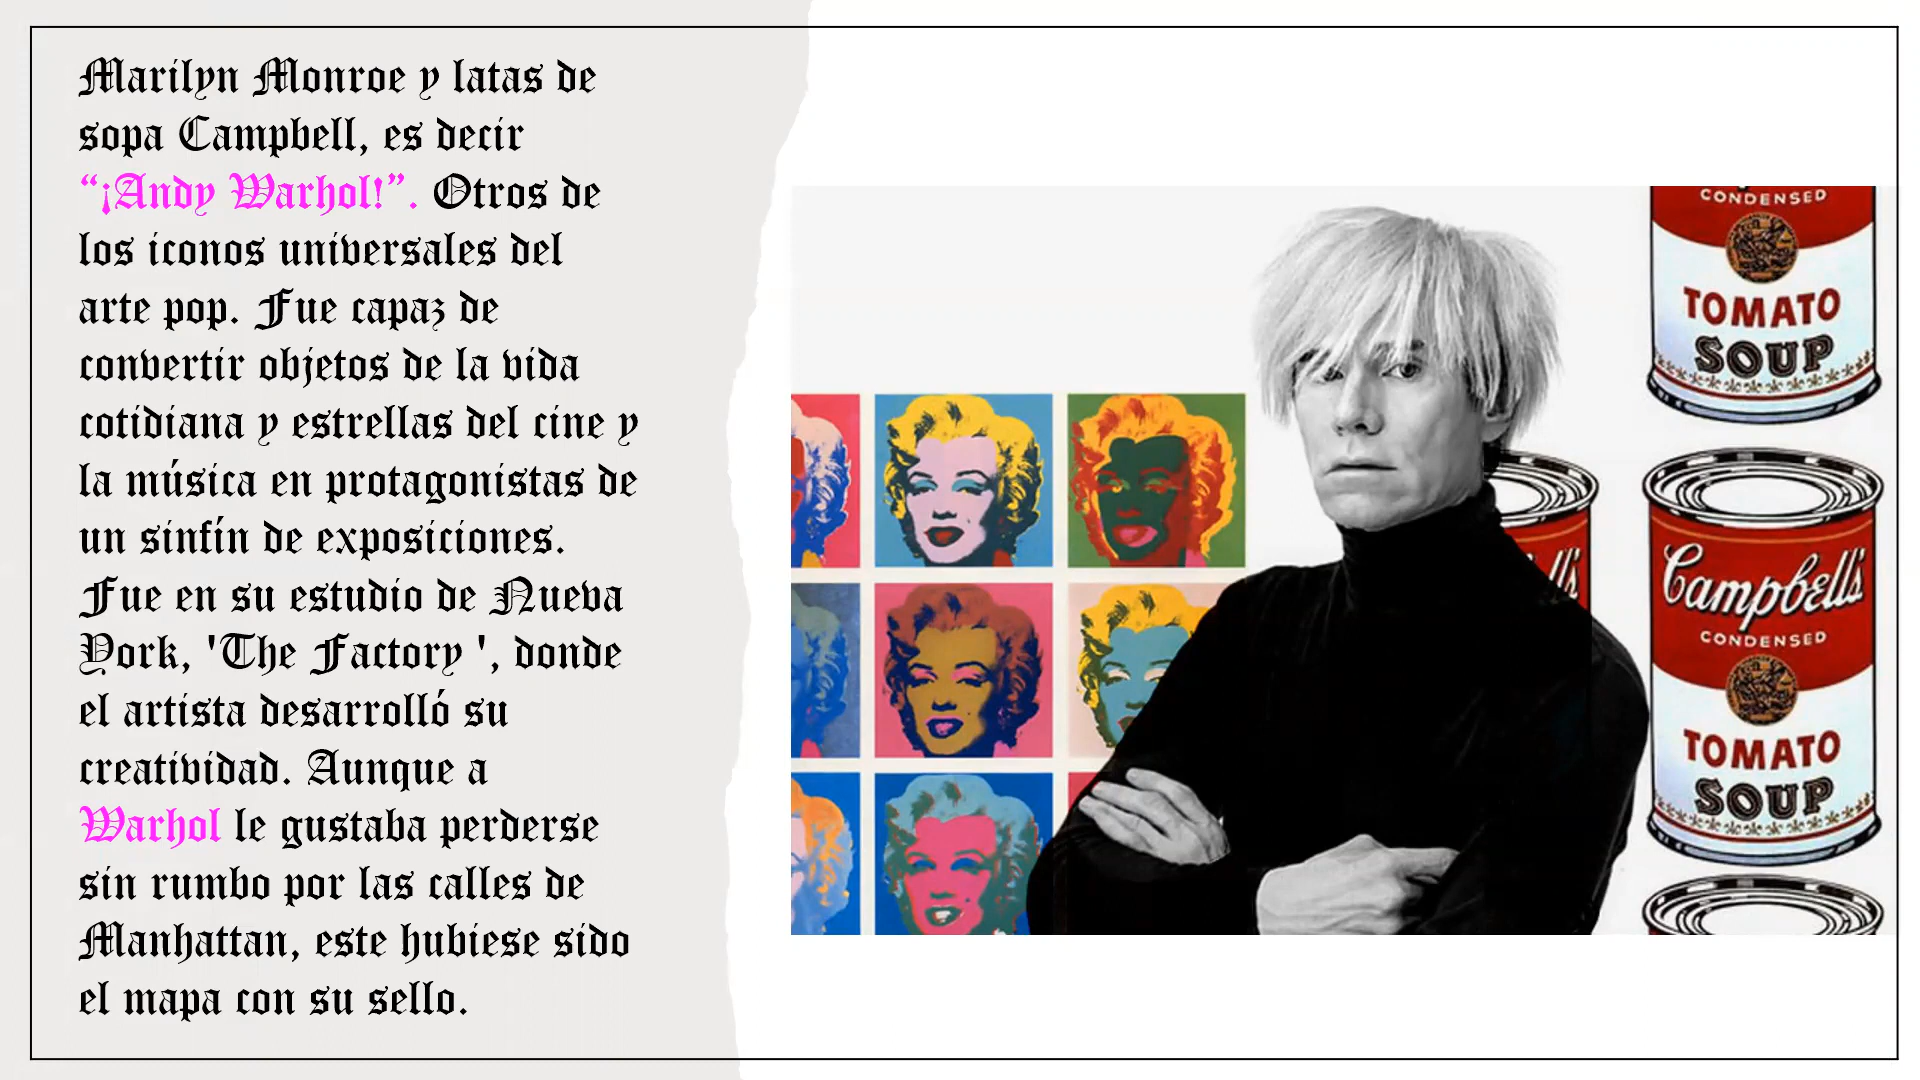 Marilyn Monroe y latas de
sopa Campbell, es decir
“¡Andy Warhol!”. Otros de
los iconos universales del
arte pop. Fue capaz de
convertir objetos de la vida
cotidiana y estrellas del cine y
la música en protagonistas de
un sinfín de exposiciones.
Fue en su estudio de Nueva
York, 'The Factory ', donde
el artista desarrolló su
creatividad. Aunque a
Warhol le gustaba perderse
sin rumbo por las calles de
Manhattan, este hubiese sido
el mapa con su sello.
CONDENSED
TOMATO
SOUP
Campbell's
CONDENSED
TOMATO
SOUP